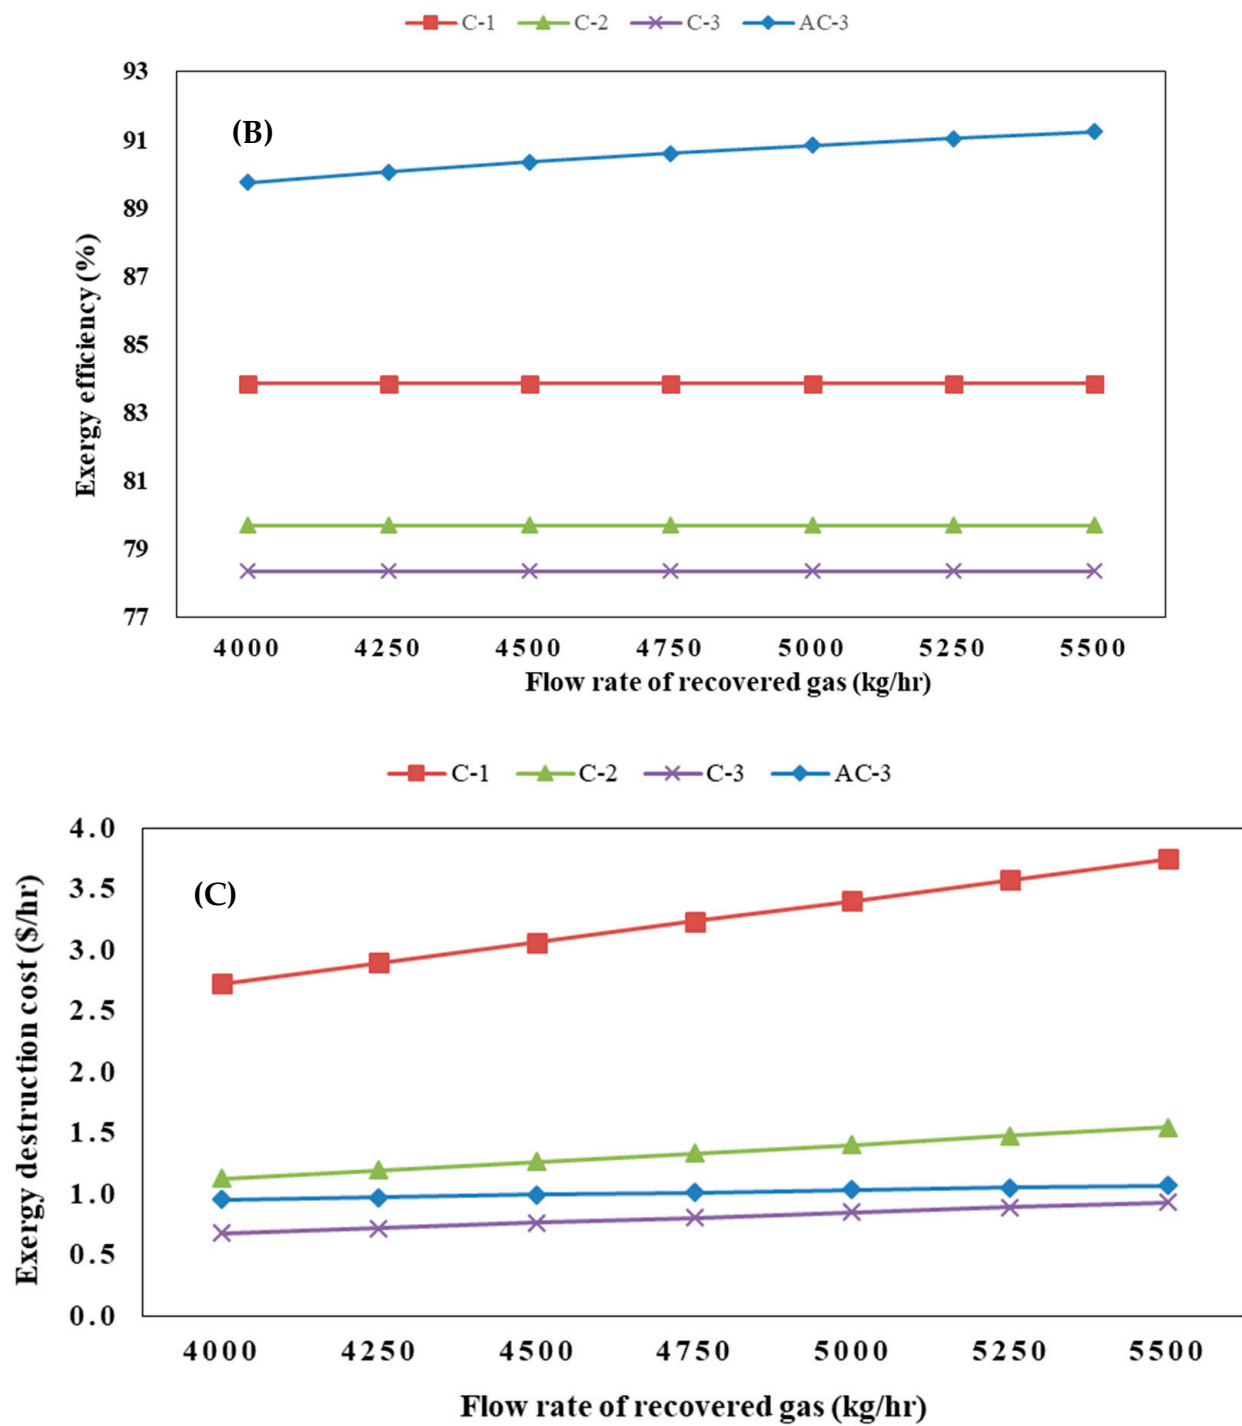 C-1 C-2 C-3 AC-3
93
(B)
91
89
87
85
83
81
79
77
Exergy efficiency (%)
4000 4250 4500 4750 5000 5250 5500
Flow rate of recovered gas (kg/hr)
C-1 C-2 C-3 AC-3
4.0
(C)
3.5
3.0
2.5
2.0
1.5
1.0
0.5
0.0
Exergy destruction cost ($/hr)
4000 4250 4500 4750 5000 5250 5500
Flow rate of recovered gas (kg/hr)